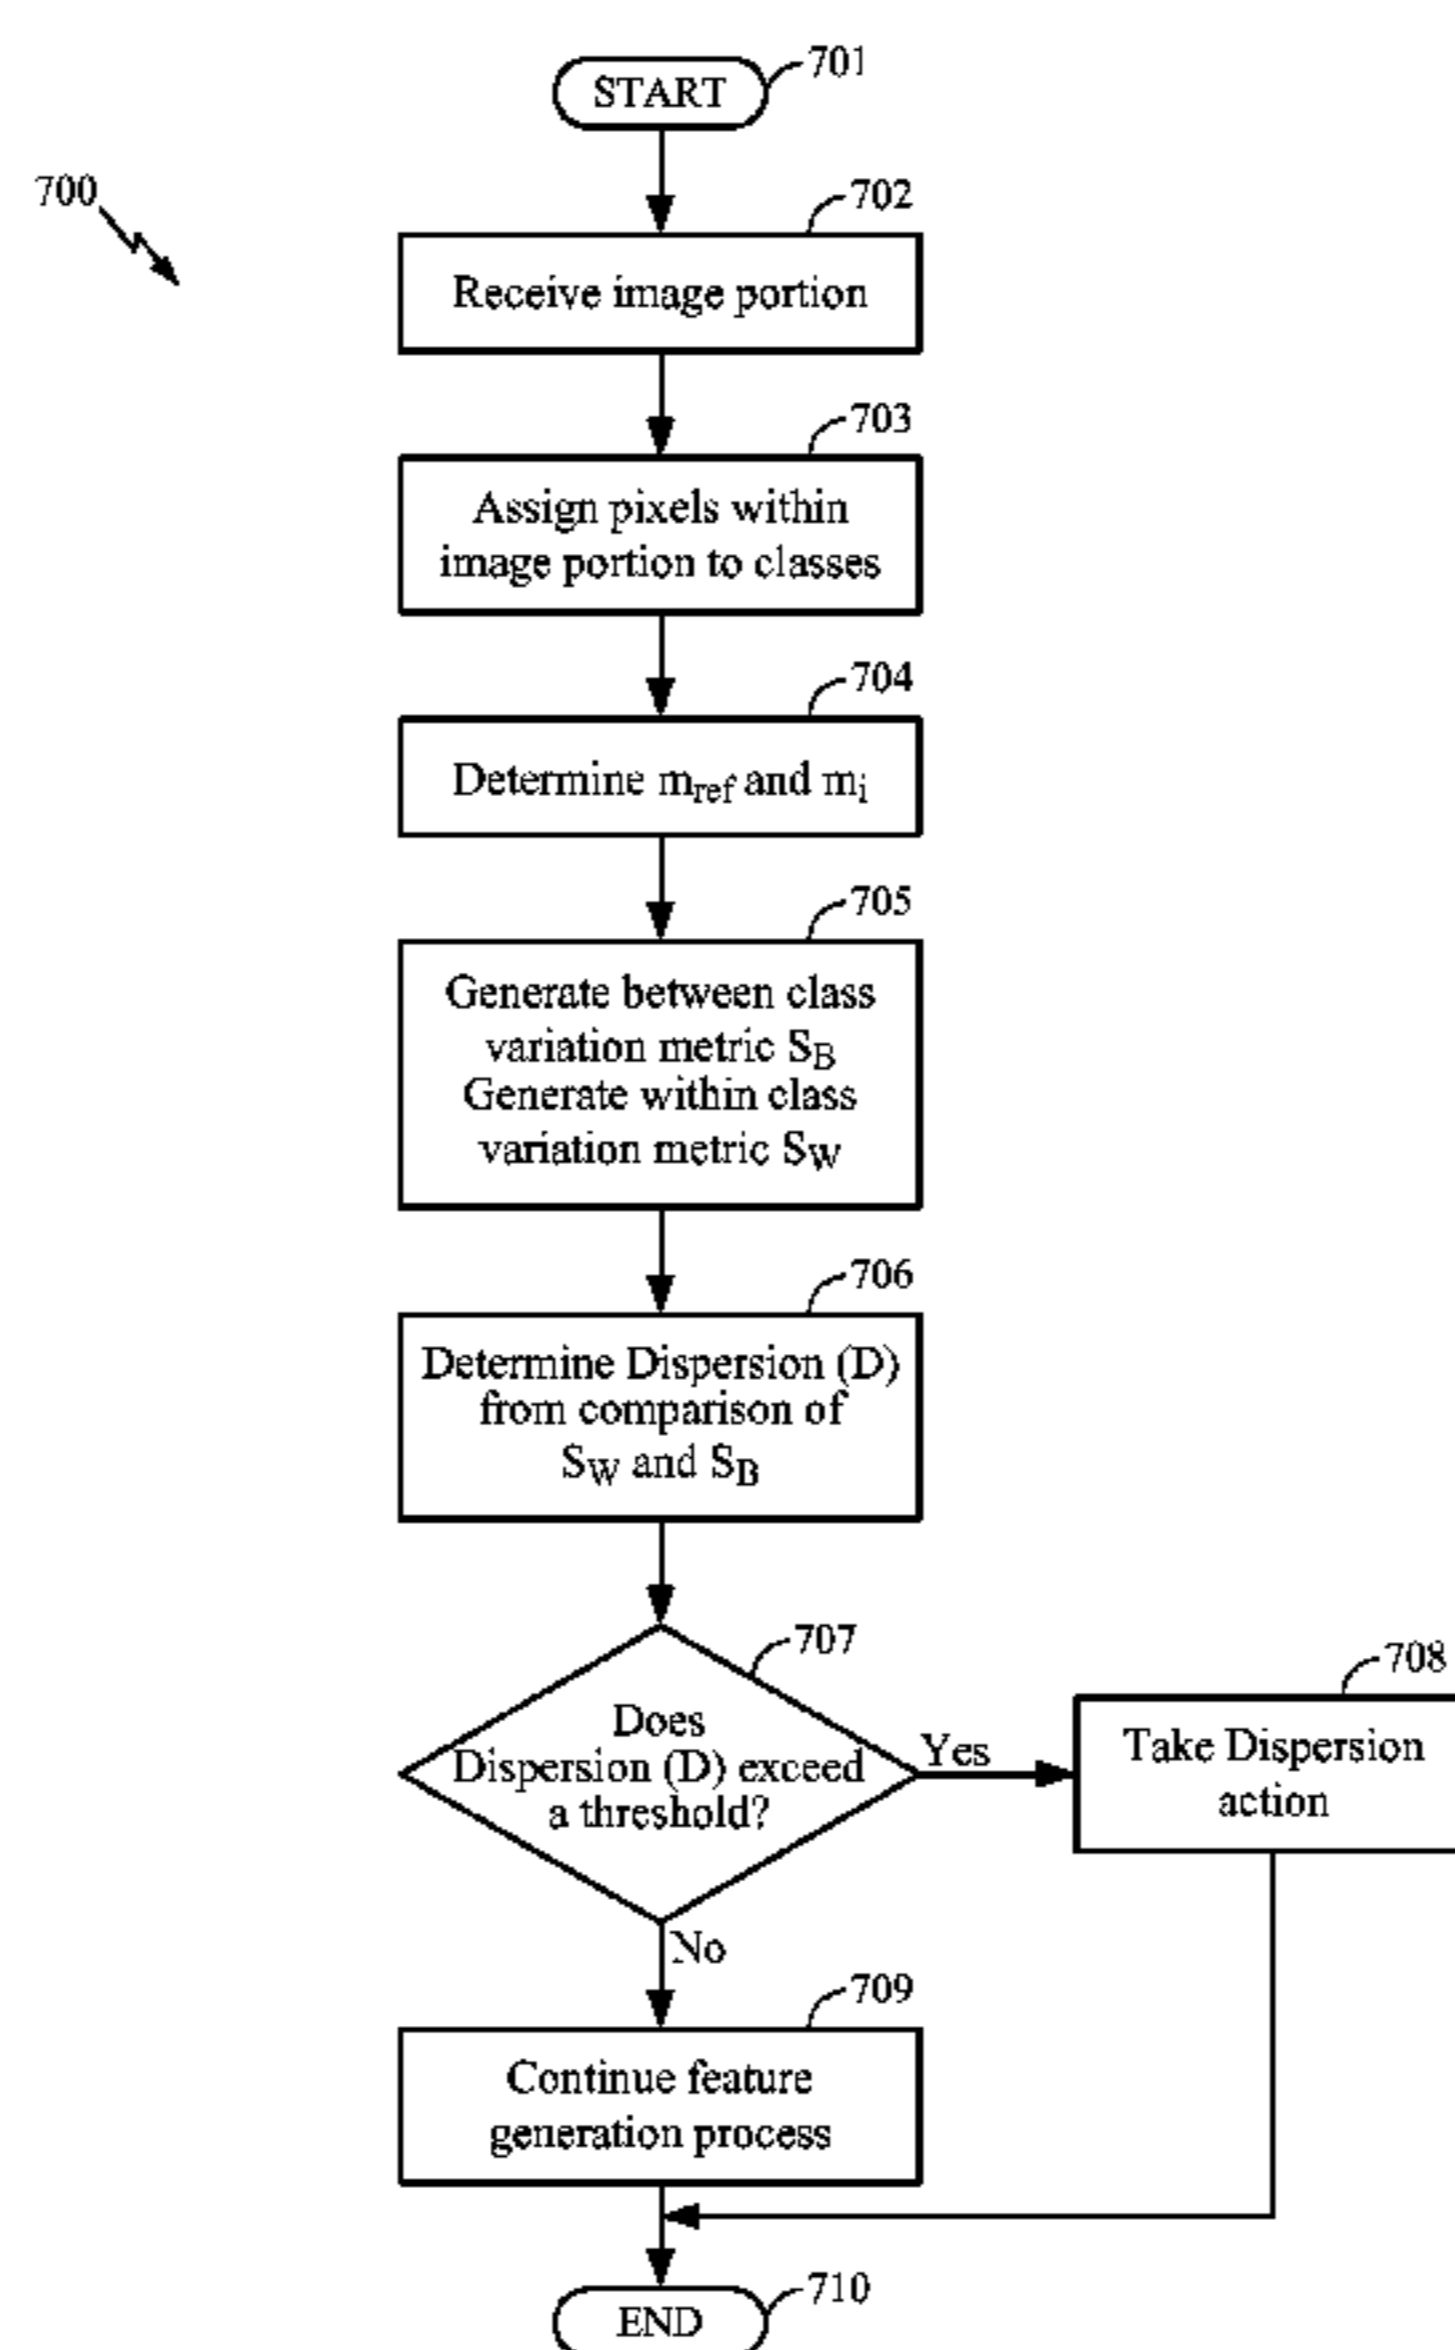 START
701
700
702
Receive image portion
703
Assign pixels within
image portion to classes
704
Determine m_ref and m_i
705
Generate between class
variation metric S_B
Generate within class
variation metric S_W
706
Determine Dispersion (D)
from comparison of
S_W and S_B
707
Does
Dispersion (D) exceed
a threshold?
Yes
708
Take Dispersion
action
No
709
Continue feature
generation process
710
END